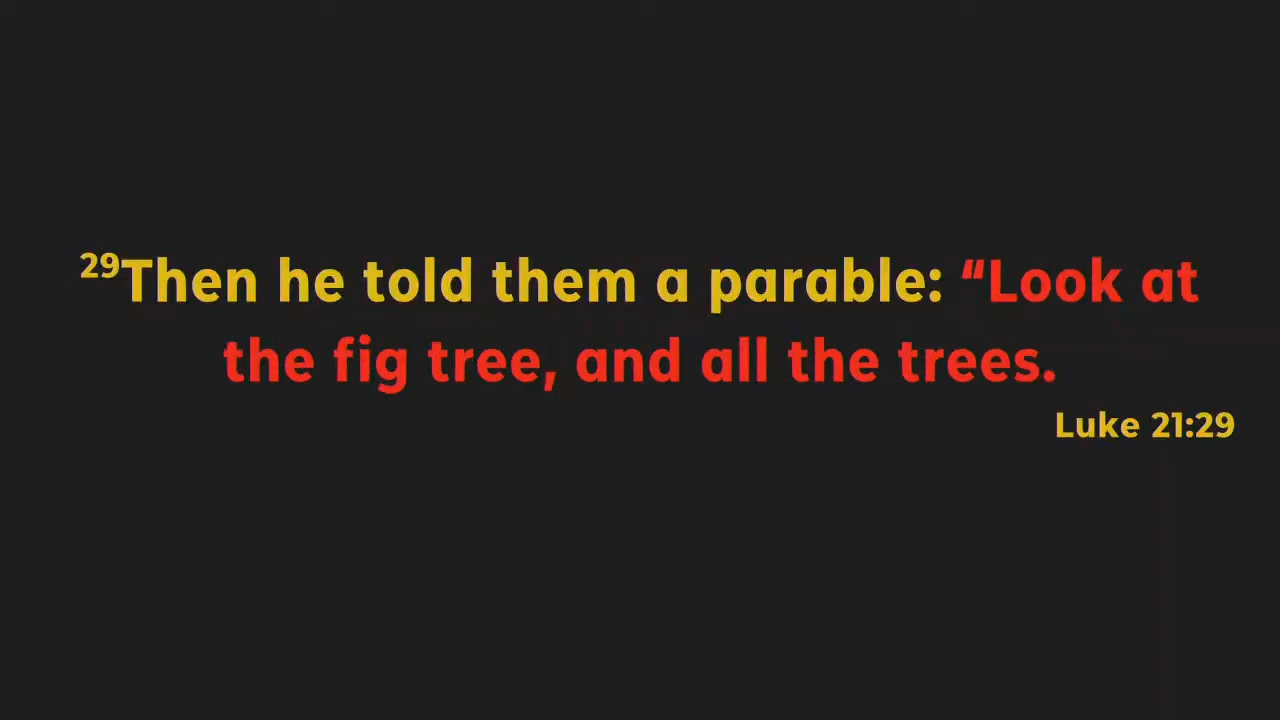 ²⁹Then he told them a parable: “Look at
the fig tree, and all the trees.
Luke 21:29